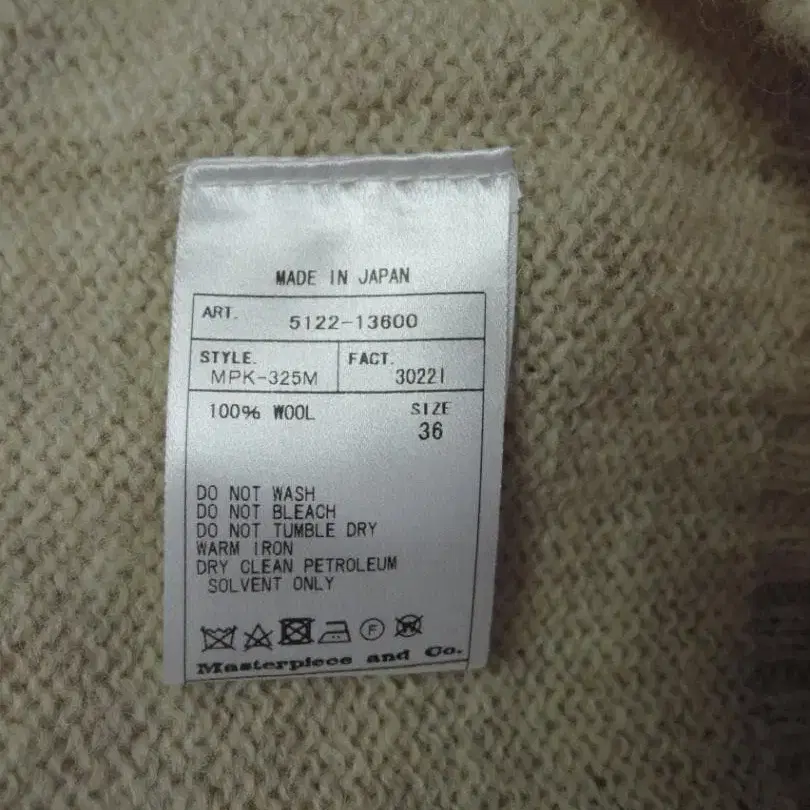 MADE IN JAPAN
ART. 5122-13600
STYLE. FACT.
MPK-325M 30221
100% WOOL SIZE
36
DO NOT WASH
DO NOT BLEACH
DO NOT TUMBLE DRY
WARM IRON
DRY CLEAN PETROLEUM
SOLVENT ONLY
F W
Masterpiece and Co.